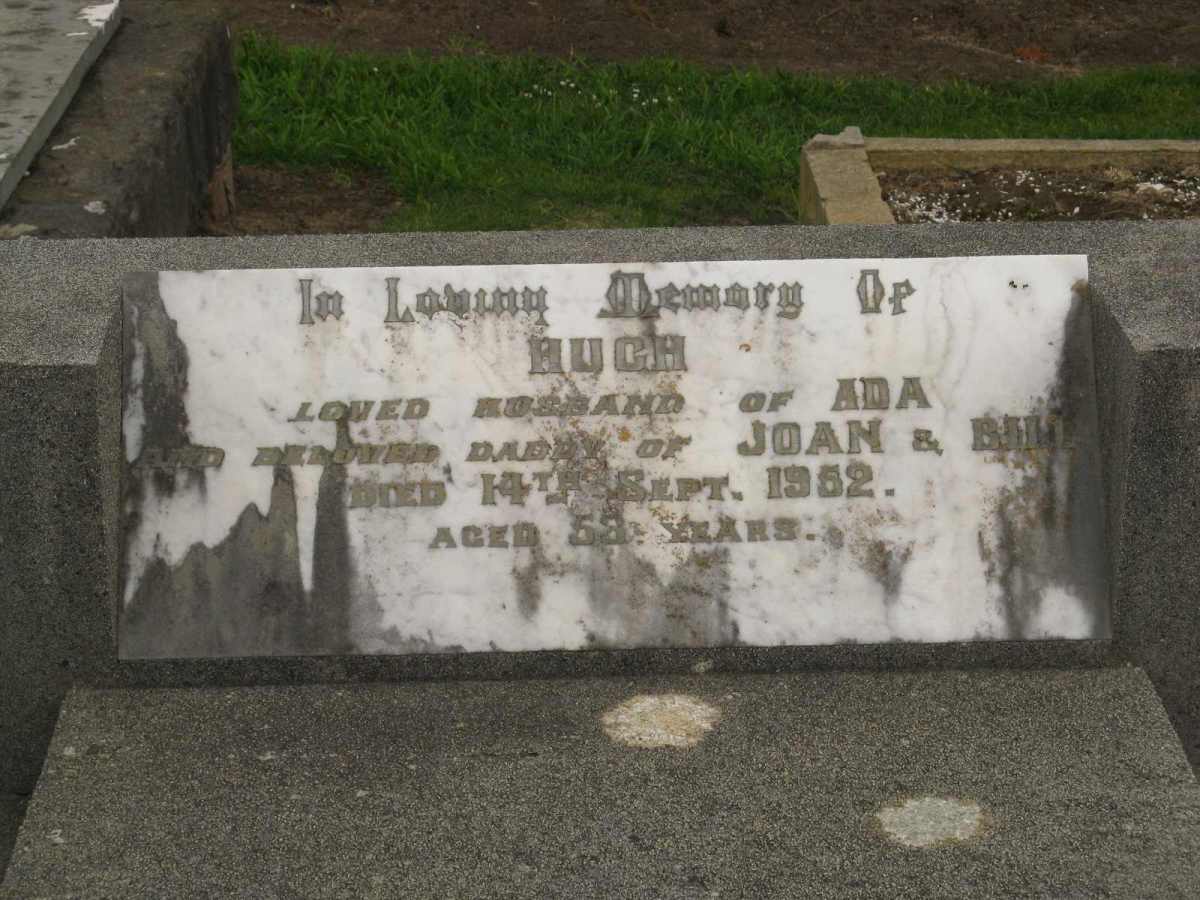 In Loving Memory Of
HUGH
LOVED HUSBAND OF ADA
AND BELOVED DADDY OF JOAN & BILL
DIED 14TH SEPT. 1952.
AGED 53 YEARS.